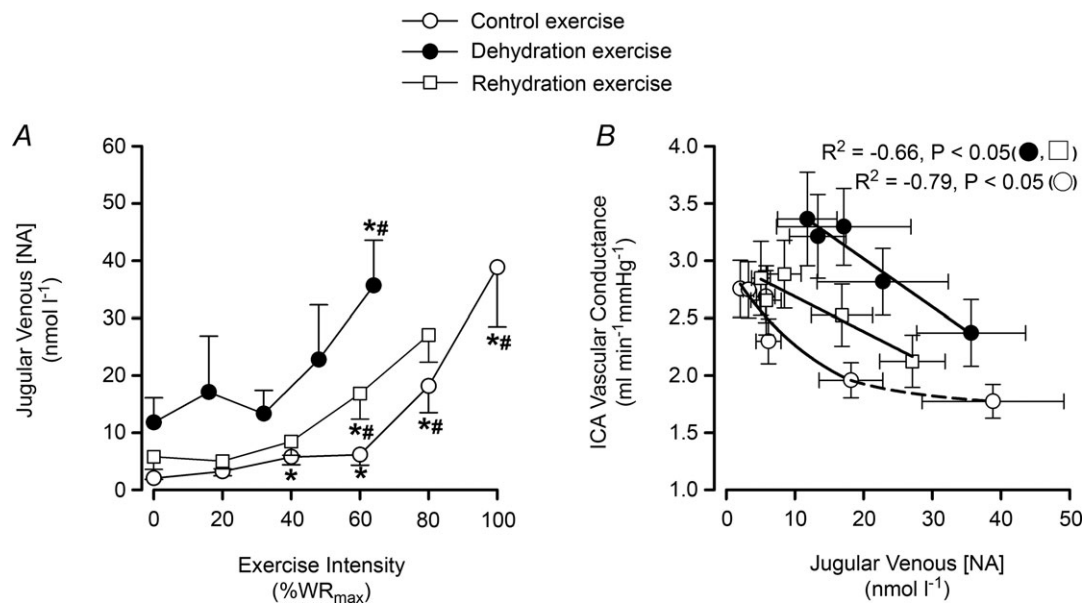 Control exercise
Dehydration exercise
Rehydration exercise
A
60
50
40
30
20
10
0
Jugular Venous [NA]
(nmol l⁻¹)
*#
*#
*#
*#
*
*
0 20 40 60 80 100
Exercise Intensity
(%WRmax)
B
R² = -0.66, P < 0.05(●, □)
R² = -0.79, P < 0.05 (○)
4.0
3.5
3.0
2.5
2.0
1.5
1.0
ICA Vascular Conductance
(ml min⁻¹mmHg⁻¹)
0 10 20 30 40 50
Jugular Venous [NA]
(nmol l⁻¹)